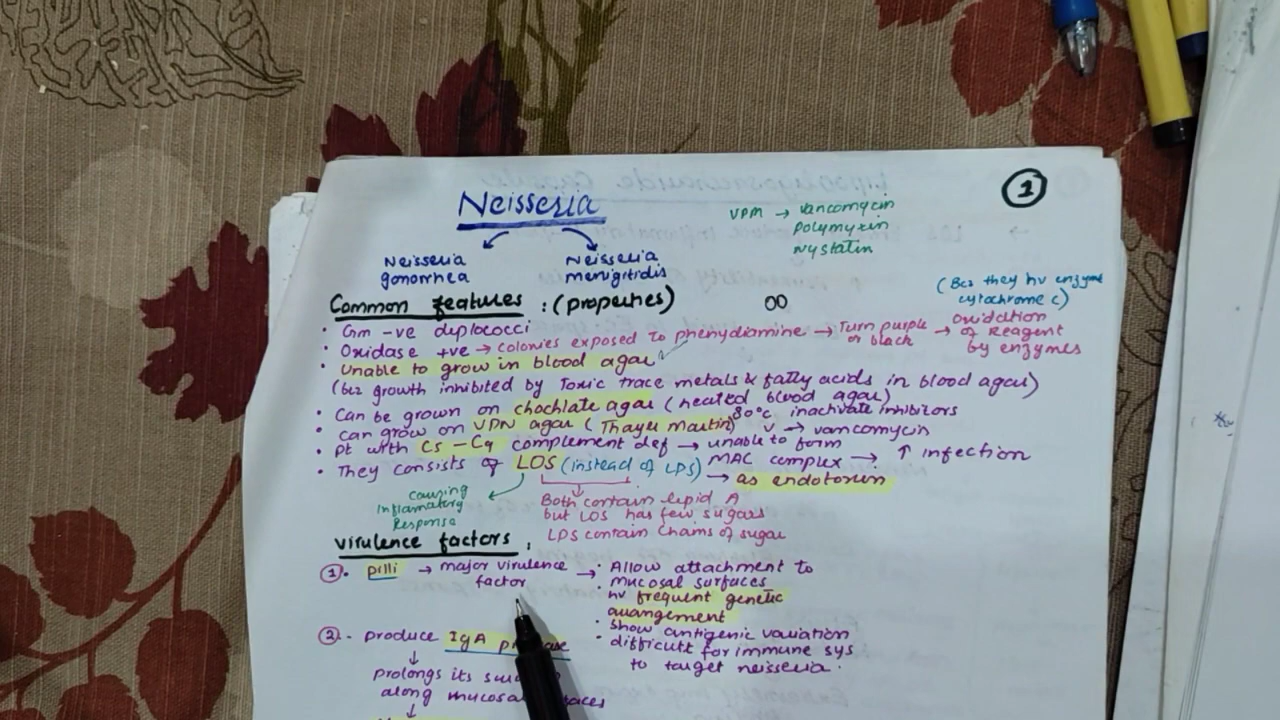 1
Neisseria
VPM → vancomycin
polymyxin
nystatin
Neisseria
gonorrhea
Neisseria
menigitidis
Common features : (properties)
(Bcz they hv enzyme
cytochrome c)
• Gm -ve diplococci
• Oxidase +ve → colonies exposed to phenydiamine → Turn purple
or black
→ Oxidation
of Reagent
by enzymes
• Unable to grow in blood agar
(bcz growth inhibited by Toxic trace metals & fatty acids in blood agar)
• Can be grown on choclate agar (heated blood agar)
80°c inactivate inhibitors
• can grow on VPN agar (Thayer Martin) V → vancomycin
• Pt with C5 - C9 complement def → unable to form
MAC complex → ↑ infection
• They consists of LOS (instead of LPS) → as endotoxin
causing
Inflamatory
Response
Both contain lipid A
but LOS has few sugars
LPS contain chains of sugar
Virulence factors :
1 • pilli → major virulence
factor
→ • Allow attachment to
mucosal surfaces
• hv frequent genetic
arrangement
• Show antigenic variation
• difficult for immune sys
to target neisseria.
2 - produce IgA
↓
prolongs its
along
↓